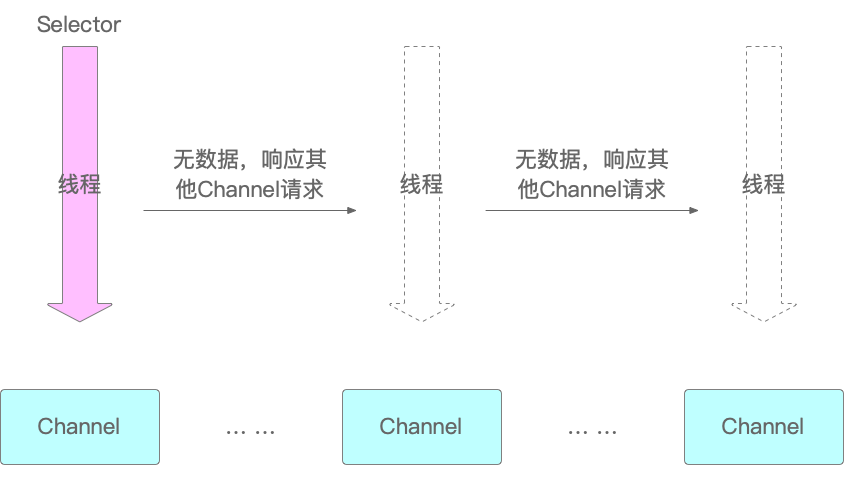 Selector
线程
无数据，响应其
他Channel请求
线程
无数据，响应其
他Channel请求
线程
Channel
... ...
Channel
... ...
Channel